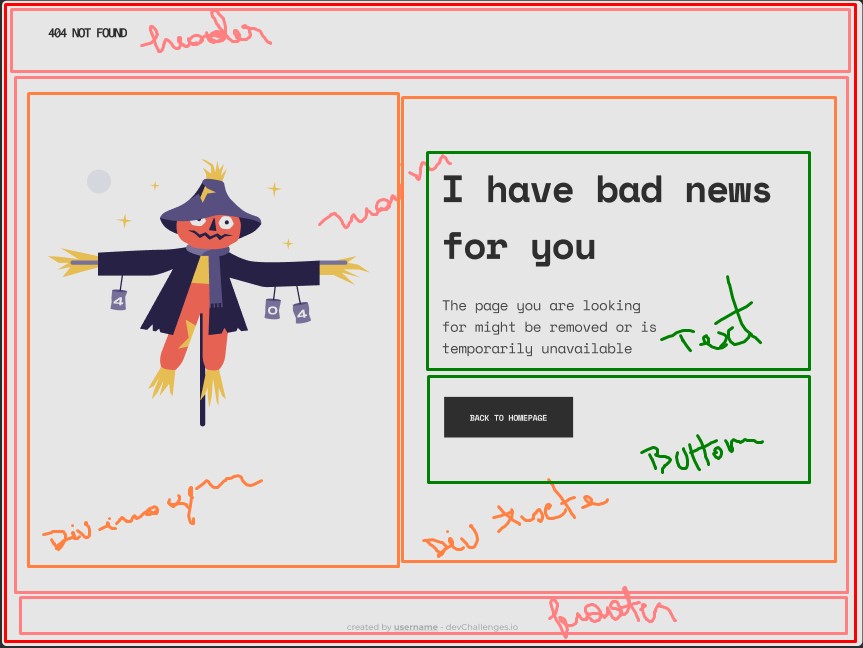 404 NOT FOUND header
main
I have bad news
for you
4
0 4
The page you are looking
for might be removed or is
temporarily unavailable
Text
BACK TO HOMEPAGE
Button
Div
Div texte
footer
created by username - devChallenges.io